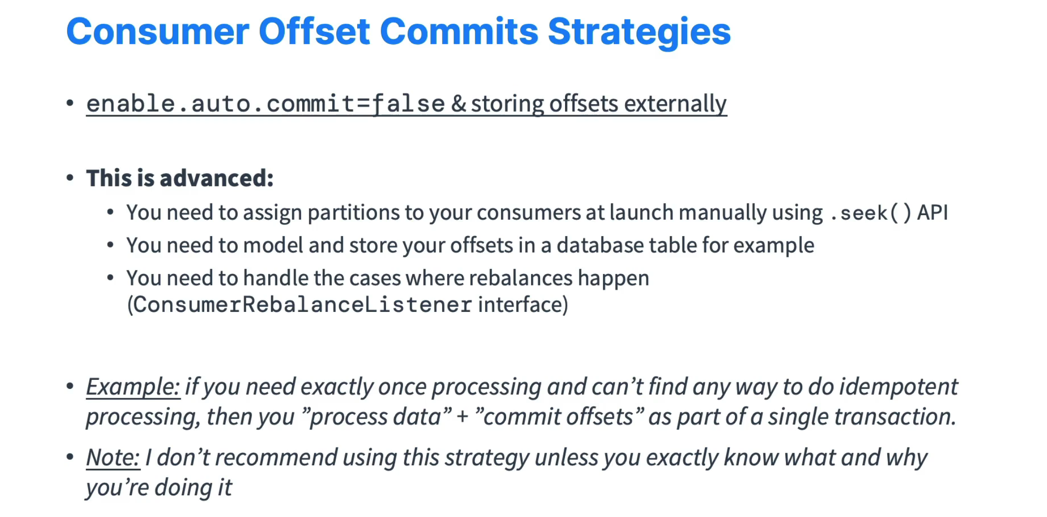 Consumer Offset Commits Strategies
• enable.auto.commit=false & storing offsets externally
• This is advanced:
• You need to assign partitions to your consumers at launch manually using .seek() API
• You need to model and store your offsets in a database table for example
• You need to handle the cases where rebalances happen
(ConsumerRebalanceListener interface)
• Example: if you need exactly once processing and can't find any way to do idempotent
processing, then you ”process data” + ”commit offsets” as part of a single transaction.
• Note: I don't recommend using this strategy unless you exactly know what and why
you're doing it